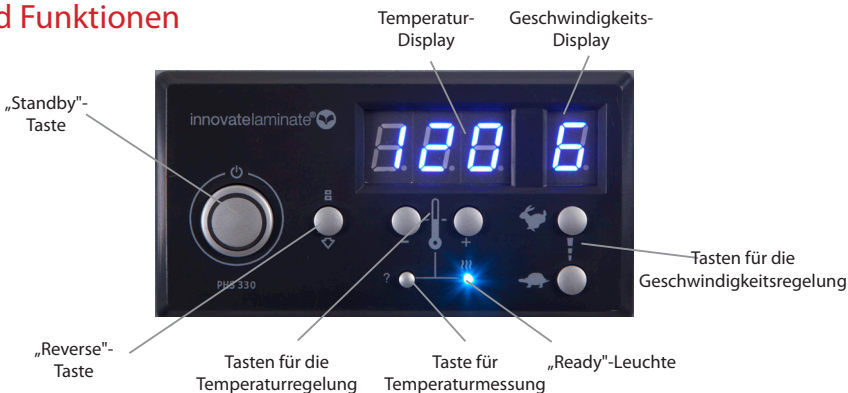 d Funktionen
Temperatur-
Display
Geschwindigkeits-
Display
„Standby"-
Taste
innovatelaminate®
120 6
- +
?
PHS 330
Tasten für die
Geschwindigkeitsregelung
„Reverse"-
Taste
Tasten für die
Temperaturregelung
Taste für
Temperaturmessung
„Ready"-Leuchte